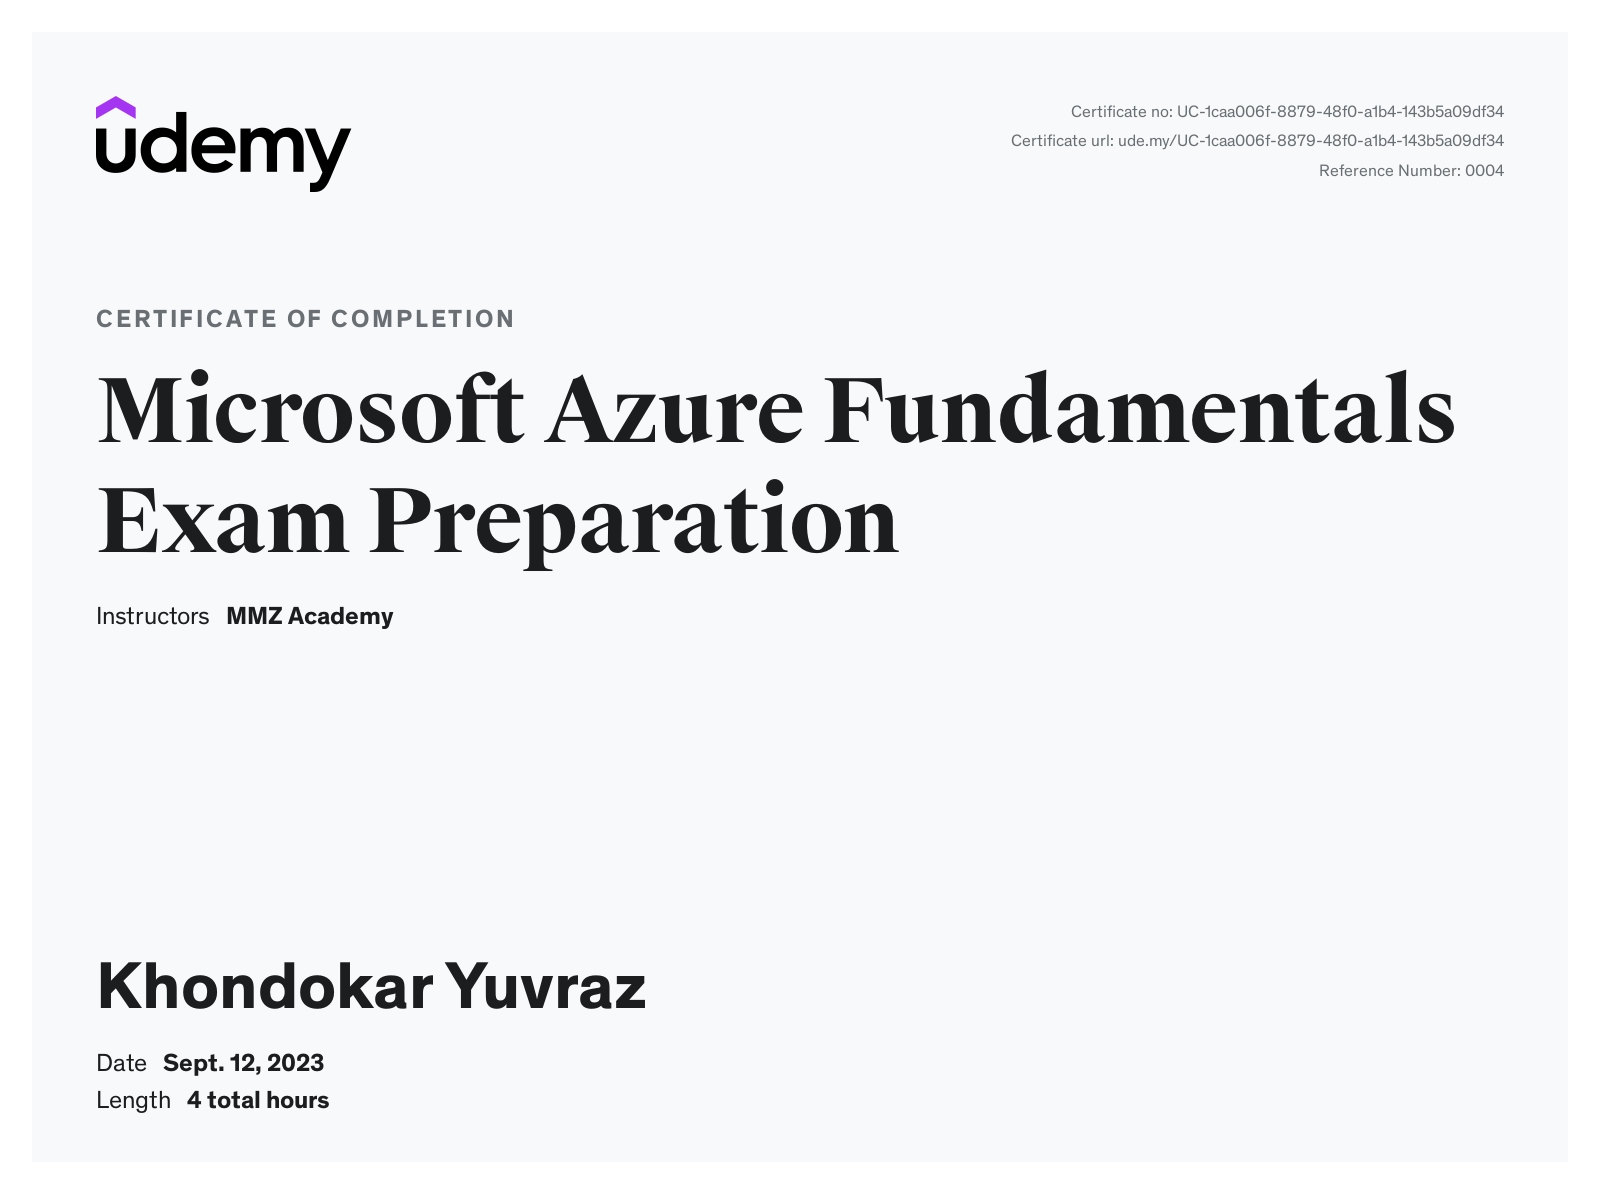 udemy
Certificate no: UC-1caa006f-8879-48f0-a1b4-143b5a09df34
Certificate url: ude.my/UC-1caa006f-8879-48f0-a1b4-143b5a09df34
Reference Number: 0004
CERTIFICATE OF COMPLETION
Microsoft Azure Fundamentals
Exam Preparation
Instructors MMZ Academy
Khondokar Yuvraz
Date Sept. 12, 2023
Length 4 total hours